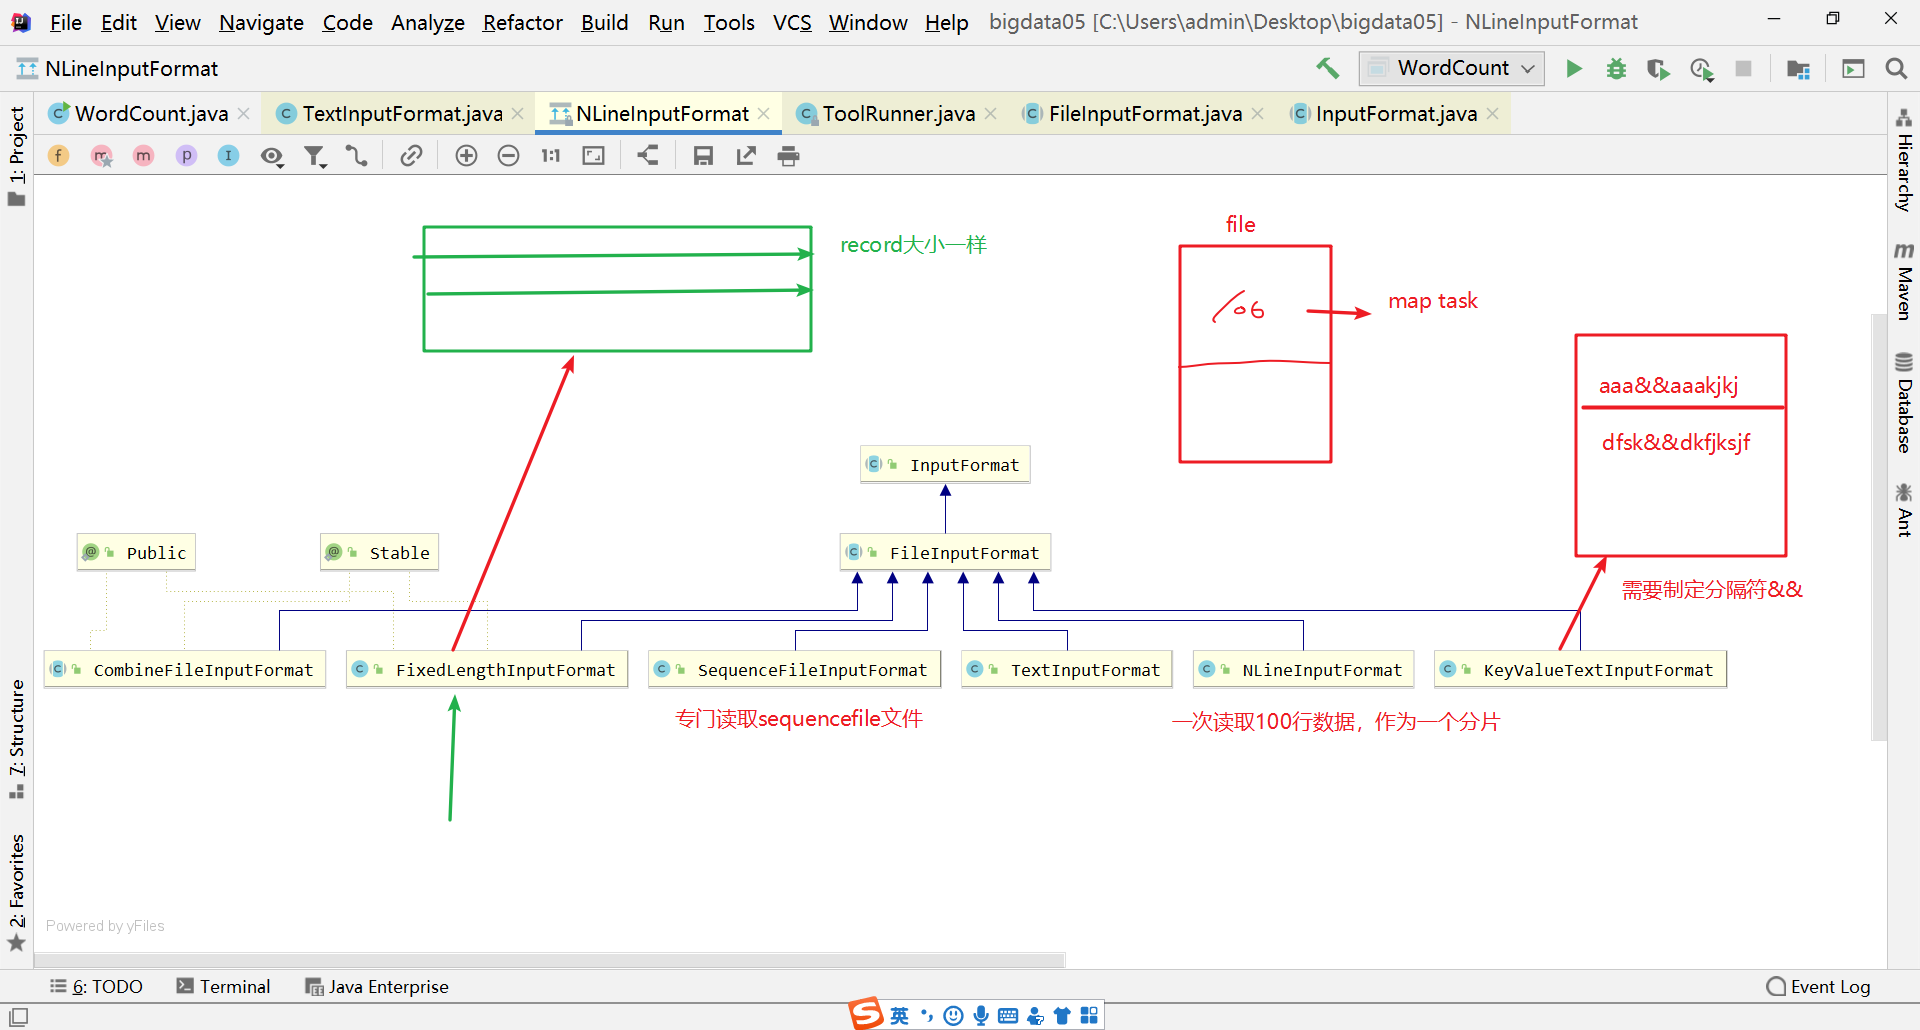 File Edit View Navigate Code Analyze Refactor Build Run Tools VCS Window Help bigdata05 [C:\Users\admin\Desktop\bigdata05] - NLineInputFormat
NLineInputFormat
WordCount
WordCount.java TextInputFormat.java NLineInputFormat ToolRunner.java FileInputFormat.java InputFormat.java
1: Project
7: Structure
2: Favorites
Hierarchy
Maven
Database
Ant
1:1
file
record大小一样
map task
aaa&&aaakjkj
dfsk&&dkfjksjf
InputFormat
Public Stable FileInputFormat
需要制定分隔符&&
CombineFileInputFormat FixedLengthInputFormat SequenceFileInputFormat TextInputFormat NLineInputFormat KeyValueTextInputFormat
专门读取sequencefile文件 一次读取100行数据，作为一个分片
Powered by yFiles
6: TODO Terminal Java Enterprise Event Log
英